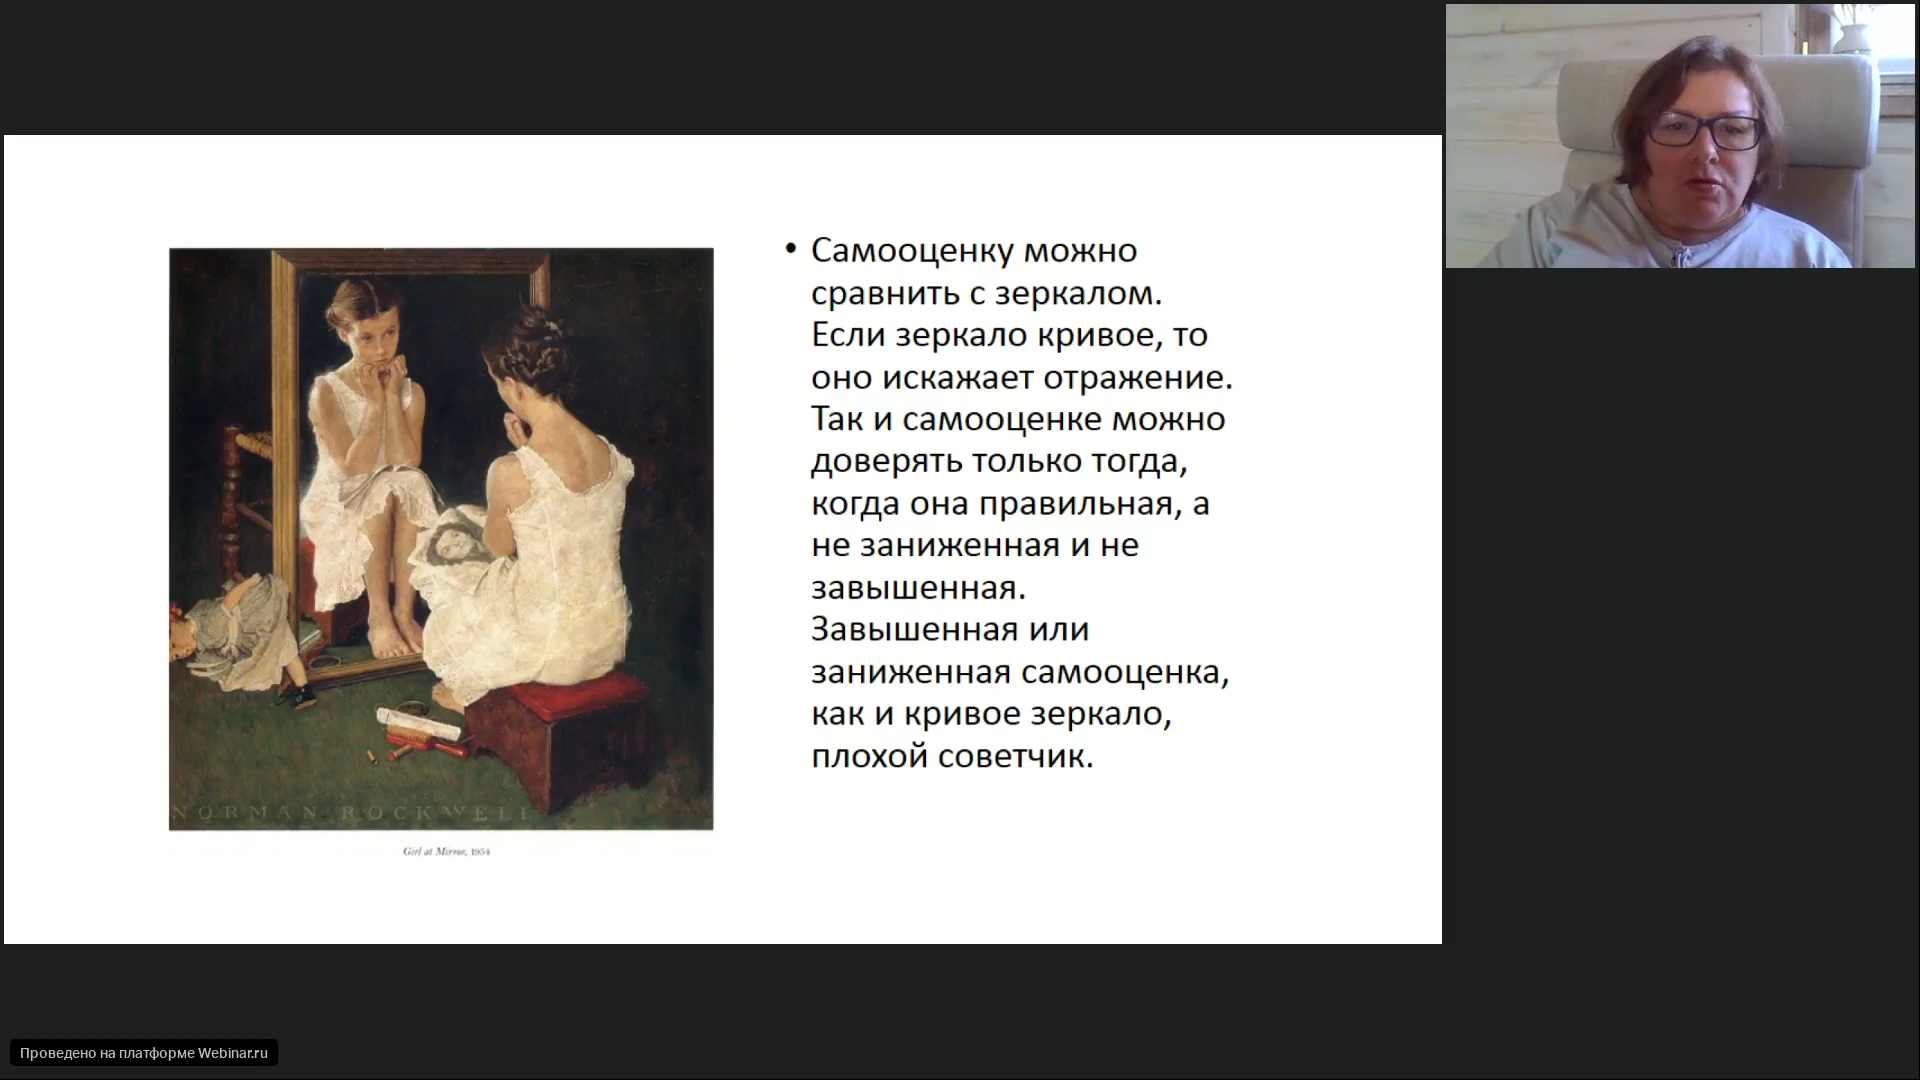 • Самооценку можно
сравнить с зеркалом.
Если зеркало кривое, то
оно искажает отражение.
Так и самооценке можно
доверять только тогда,
когда она правильная, а
не заниженная и не
завышенная.
Завышенная или
заниженная самооценка,
как и кривое зеркало,
плохой советчик.
NORMAN ROCKWELL
Girl at Mirror, 1954
Проведено на платформе Webinar.ru